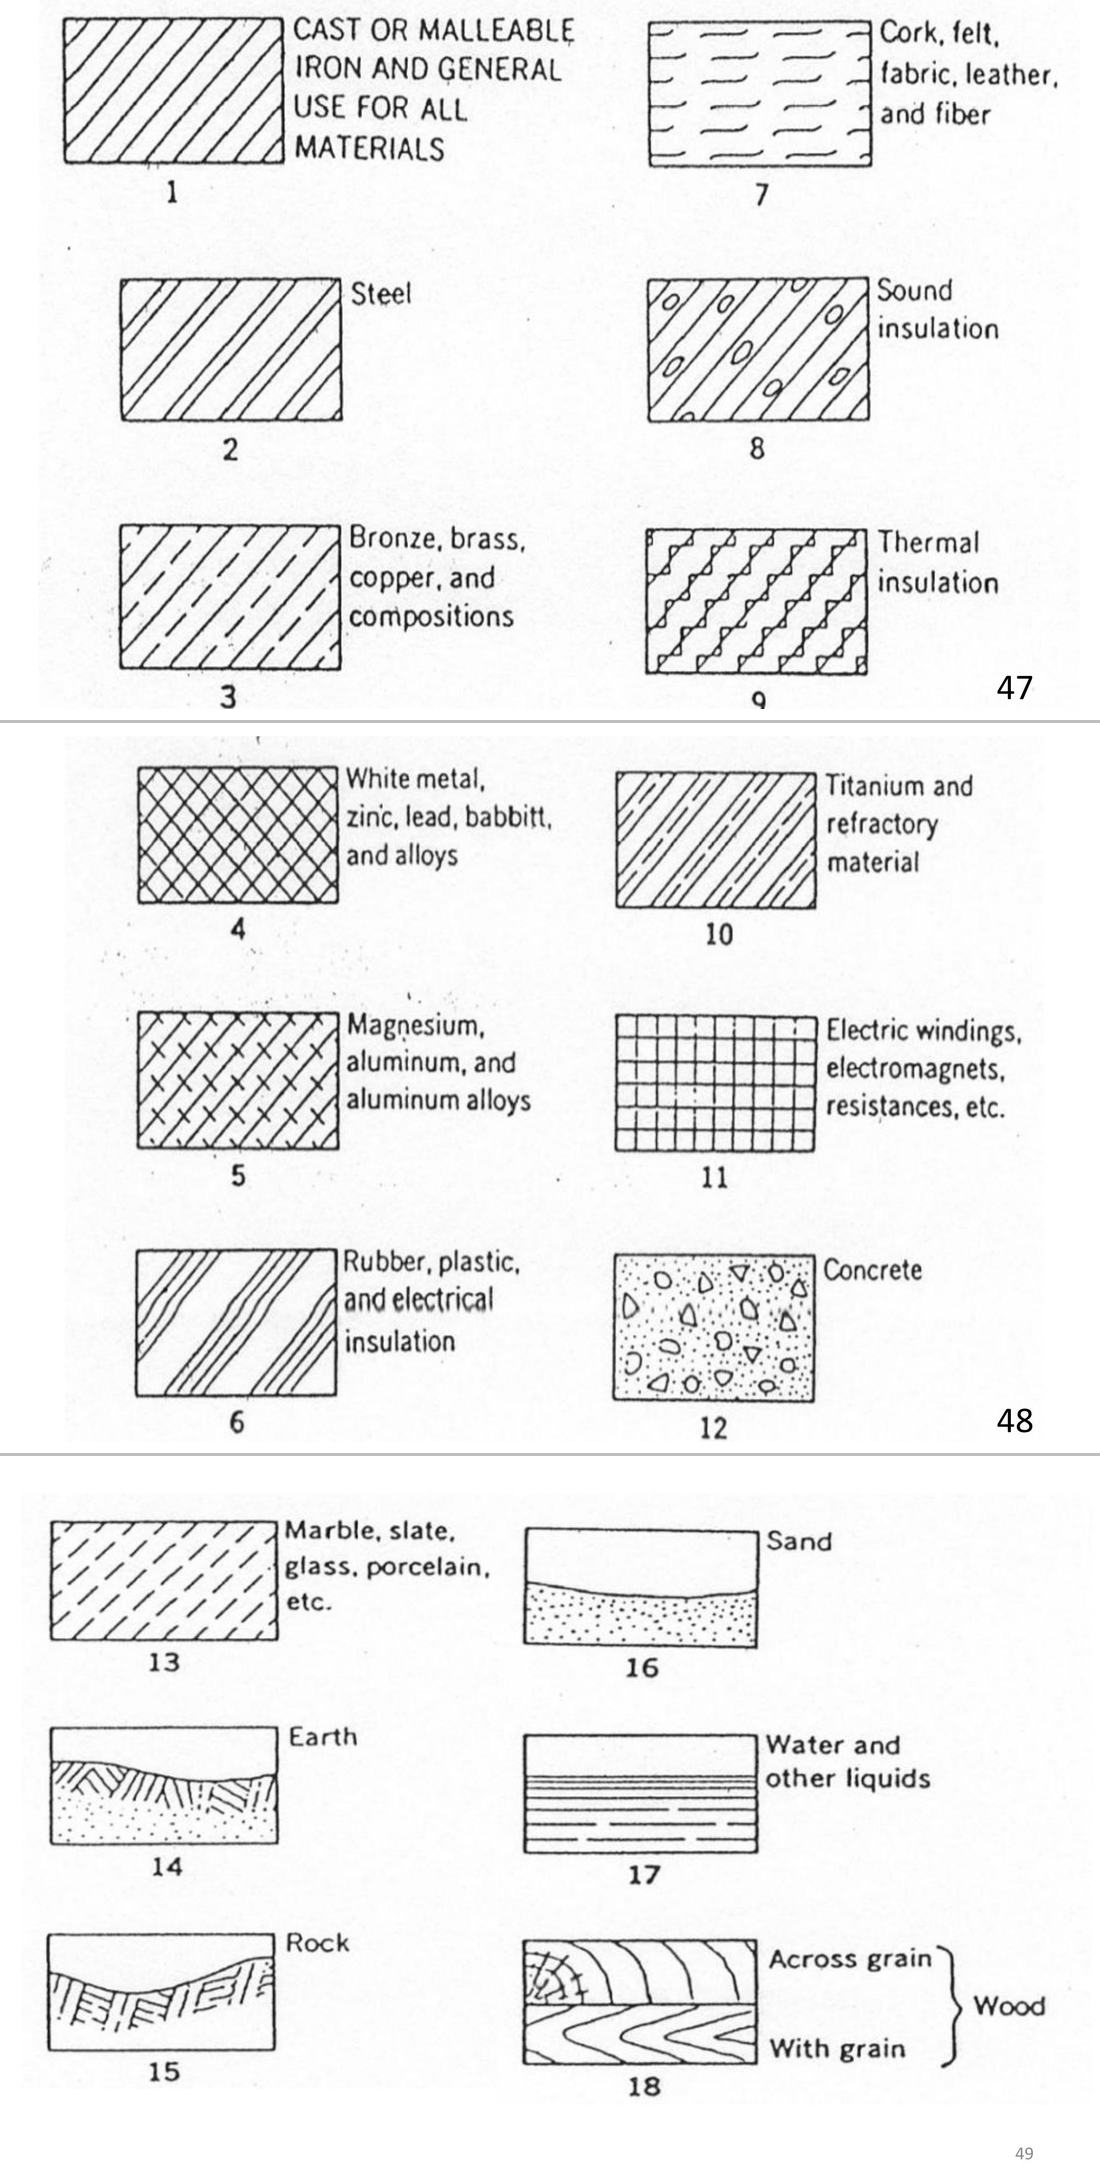 CAST OR MALLEABLE
IRON AND GENERAL
USE FOR ALL
MATERIALS
1
Cork, felt,
fabric, leather,
and fiber
7
Steel
2
Sound
insulation
8
Bronze, brass,
copper, and
compositions
3
Thermal
insulation
9
47
White metal,
zinc, lead, babbitt,
and alloys
4
Titanium and
refractory
material
10
Magnesium,
aluminum, and
aluminum alloys
5
Electric windings,
electromagnets,
resistances, etc.
11
Rubber, plastic,
and electrical
insulation
6
Concrete
12
48
Marble, slate,
glass, porcelain,
etc.
13
Sand
16
Earth
14
Water and
other liquids
17
Rock
15
Across grain
Wood
With grain
18
49